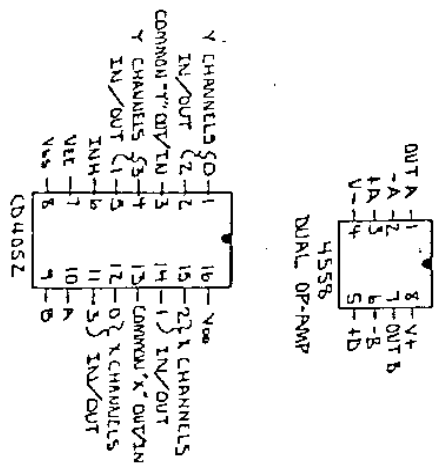 OUT A -1 8- V+
-A -2 7- OUT B
+A -3 6- -B
V- -4 5- +B
4558
DUAL OP-AMP
Y CHANNELS {0 -1 16- VDD
IN/OUT {2 -2 15- 2} X CHANNELS
COMMON "Y" OUT/IN -3 14- 1} IN/OUT
Y CHANNELS {3 -4 13- COMMON "X" OUT/IN
IN/OUT {1 -5 12- 0} X CHANNELS
INH -6 11- 3} IN/OUT
VEE -7 10- A
VSS -8 9- B
CD4052